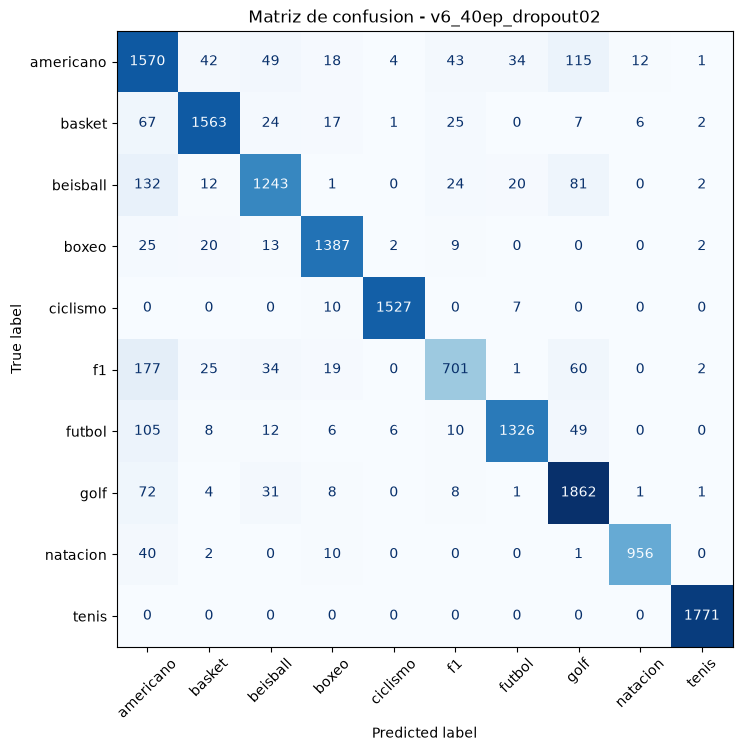 Matriz de confusion - v6_40ep_dropout02
americano 1570 42 49 18 4 43 34 115 12 1
basket 67 1563 24 17 1 25 0 7 6 2
beisball 132 12 1243 1 0 24 20 81 0 2
boxeo 25 20 13 1387 2 9 0 0 0 2
ciclismo 0 0 0 10 1527 0 7 0 0 0
True label
f1 177 25 34 19 0 701 1 60 0 2
futbol 105 8 12 6 6 10 1326 49 0 0
golf 72 4 31 8 0 8 1 1862 1 1
natacion 40 2 0 10 0 0 0 1 956 0
tenis 0 0 0 0 0 0 0 0 0 1771
americano basket beisball boxeo ciclismo f1 futbol golf natacion tenis
Predicted label